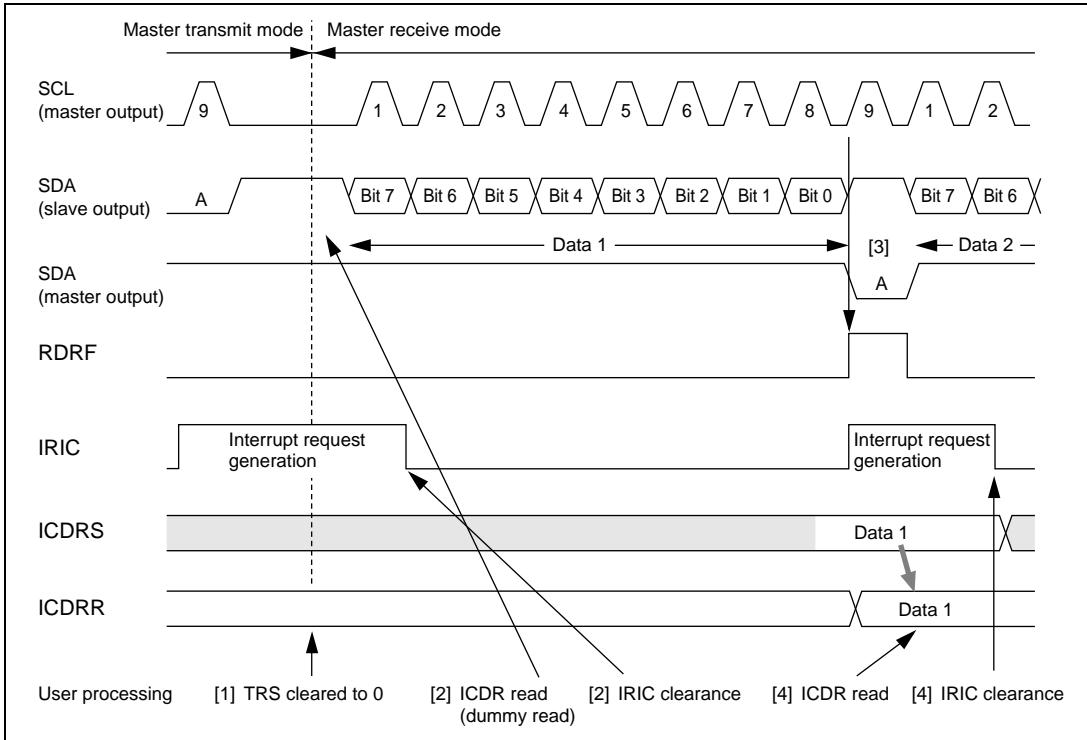 Master transmit mode Master receive mode
SCL
(master output)
9 1 2 3 4 5 6 7 8 9 1 2
SDA
(slave output)
A Bit 7 Bit 6 Bit 5 Bit 4 Bit 3 Bit 2 Bit 1 Bit 0 Bit 7 Bit 6
Data 1 [3] Data 2
SDA
(master output)
A
RDRF
IRIC
Interrupt request
generation
Interrupt request
generation
ICDRS
Data 1
ICDRR
Data 1
User processing [1] TRS cleared to 0 [2] ICDR read [2] IRIC clearance [4] ICDR read [4] IRIC clearance
(dummy read)